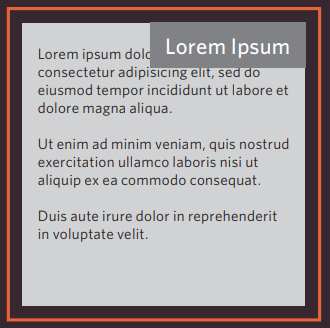 Lorem Ipsum
Lorem ipsum
consectetur adipisicing elit, sed do
eiusmod tempor incididunt ut labore et
dolore magna aliqua.
Ut enim ad minim veniam, quis nostrud
exercitation ullamco laboris nisi ut
aliquip ex ea commodo consequat.
Duis aute irure dolor in reprehenderit
in voluptate velit.